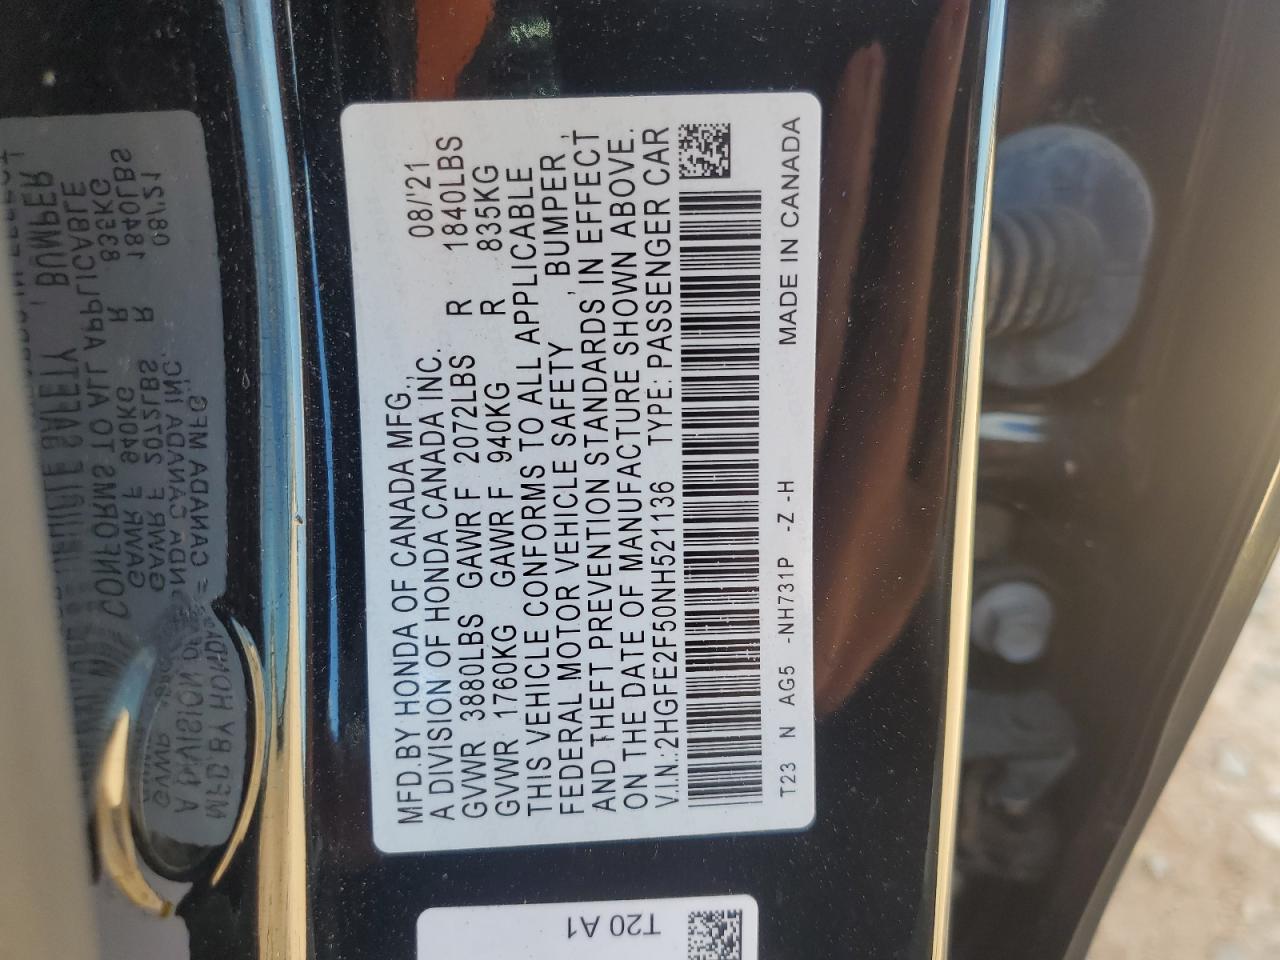 MFD.BY HONDA OF CANADA MFG., 08/'21
A DIVISION OF HONDA CANADA INC.
GVWR 3880LBS GAWR F 2072LBS R 1840LBS
GVWR 1760KG GAWR F 940KG R 835KG
THIS VEHICLE CONFORMS TO ALL APPLICABLE
FEDERAL MOTOR VEHICLE SAFETY , BUMPER ,
AND THEFT PREVENTION STANDARDS IN EFFECT
ON THE DATE OF MANUFACTURE SHOWN ABOVE.
V.I.N.:2HGFE2F50NH521136 TYPE: PASSENGER CAR
T23 N AG5 -NH731P -Z -H MADE IN CANADA
T20 A1